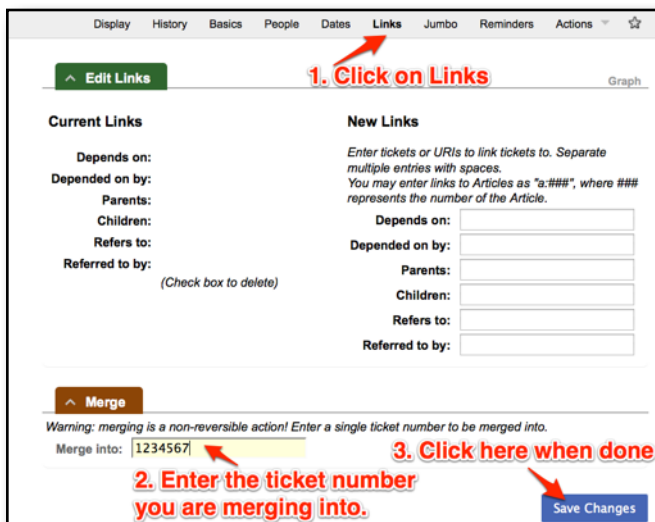 Display History Basics People Dates Links Jumbo Reminders Actions
1. Click on Links
Edit Links
Graph
Current Links
New Links
Enter tickets or URIs to link tickets to. Separate
multiple entries with spaces.
You may enter links to Articles as "a:###", where ###
represents the number of the Article.
Depends on:
Depended on by:
Parents:
Children:
Refers to:
Referred to by:
(Check box to delete)
Depends on:
Depended on by:
Parents:
Children:
Refers to:
Referred to by:
Merge
Warning: merging is a non-reversible action! Enter a single ticket number to be merged into.
Merge into: 1234567
3. Click here when done
2. Enter the ticket number
you are merging into.
Save Changes